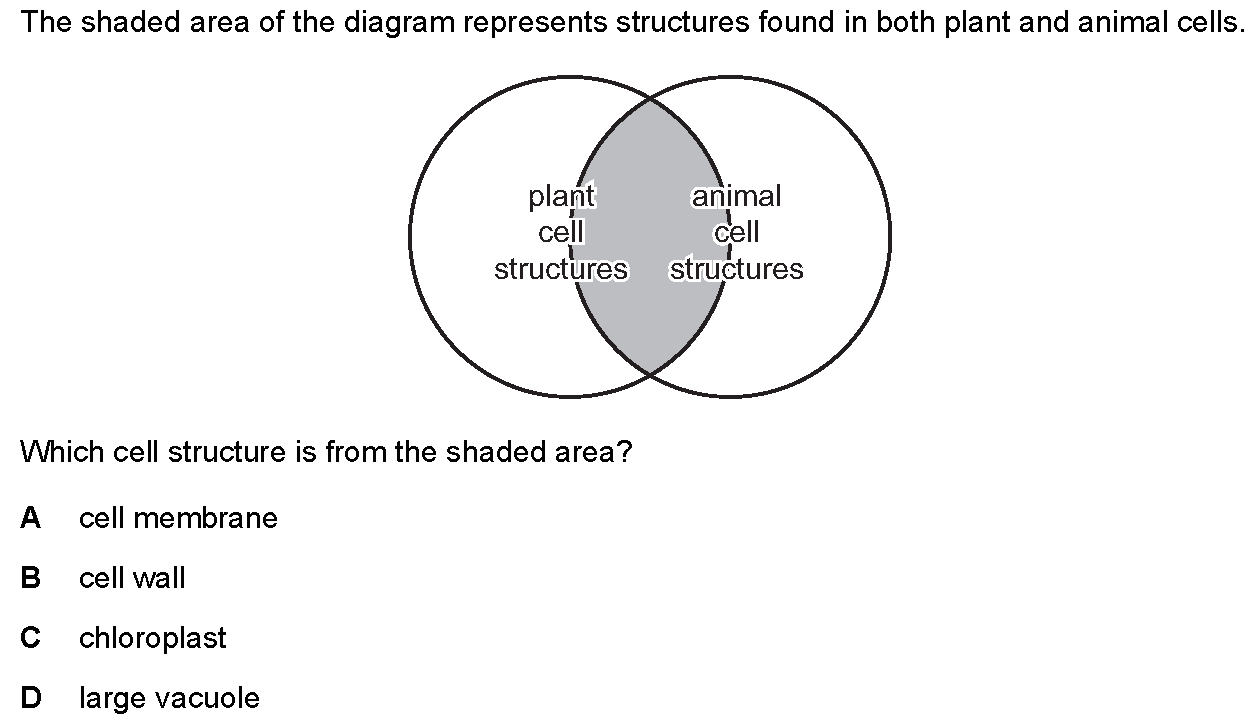 The shaded area of the diagram represents structures found in both plant and animal cells.
plant
cell
structures
animal
cell
structures
Which cell structure is from the shaded area?
A cell membrane
B cell wall
C chloroplast
D large vacuole